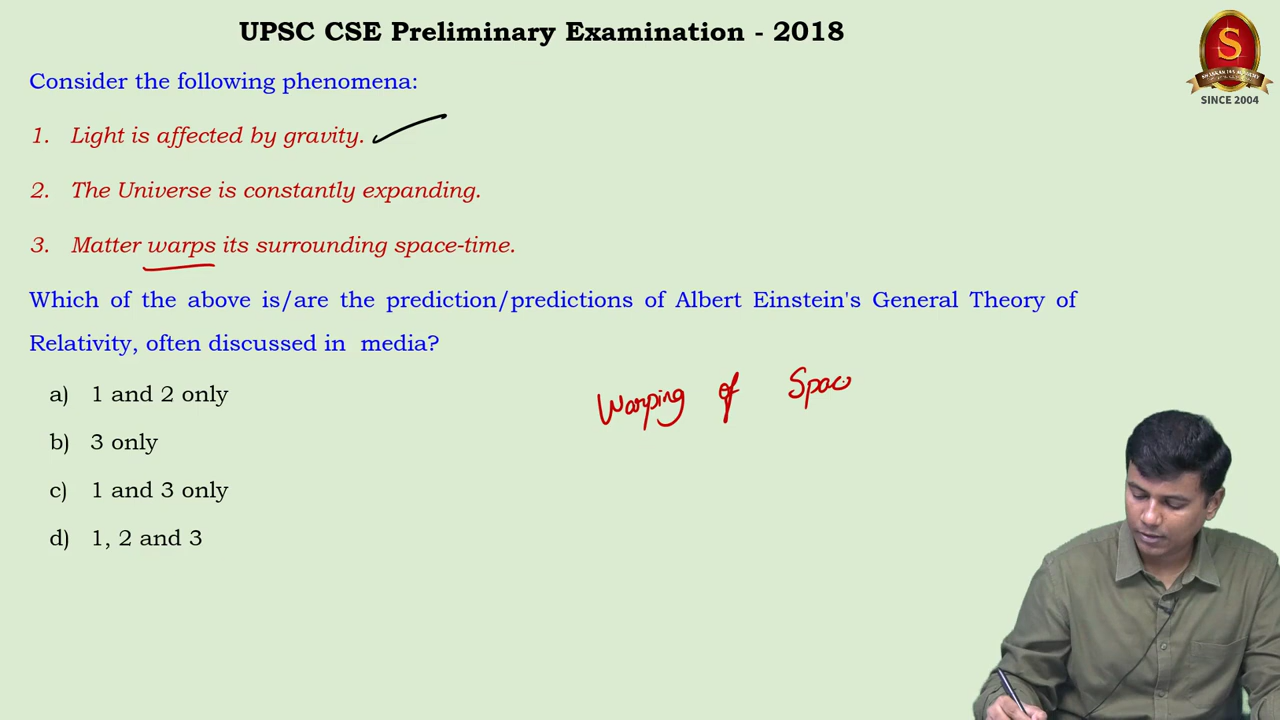 UPSC CSE Preliminary Examination - 2018
Consider the following phenomena:
1. Light is affected by gravity.
2. The Universe is constantly expanding.
3. Matter warps its surrounding space-time.
Which of the above is/are the prediction/predictions of Albert Einstein's General Theory of
Relativity, often discussed in media?
a) 1 and 2 only
b) 3 only
c) 1 and 3 only
d) 1, 2 and 3
Warping of Spac
S
SINCE 2004